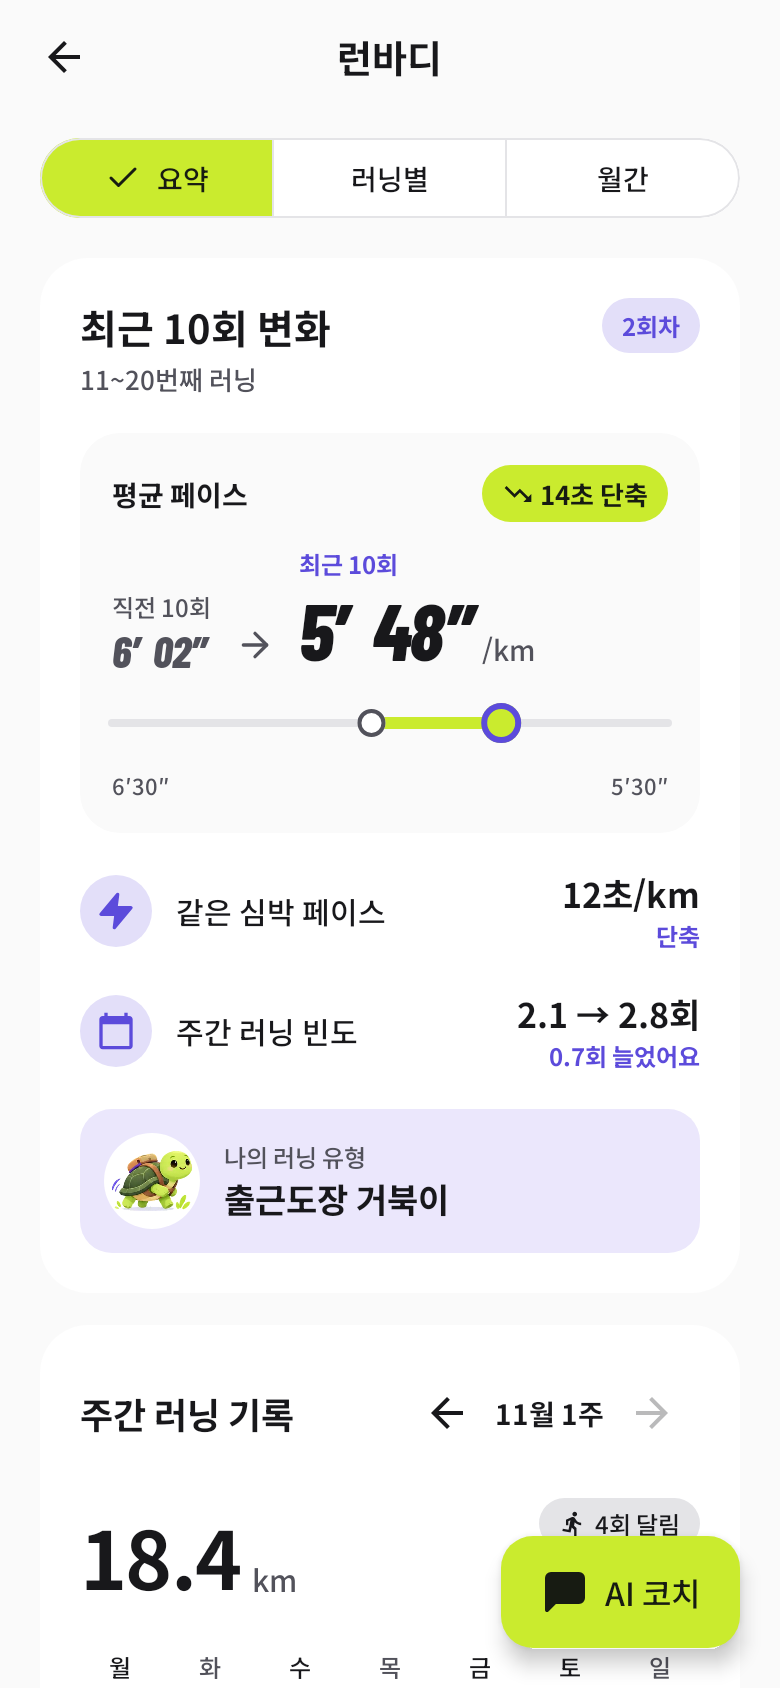 런바디
요약
러닝별
월간
최근 10회 변화
2회차
11~20번째 러닝
평균 페이스
14초 단축
최근 10회
직전 10회
6′ 02″
5′ 48″/km
6′30″
5′30″
같은 심박 페이스
12초/km
단축
주간 러닝 빈도
2.1 → 2.8회
0.7회 늘었어요
나의 러닝 유형
출근도장 거북이
주간 러닝 기록
11월 1주
4회 달림
18.4 km
AI 코치
월 화 수 목 금 토 일